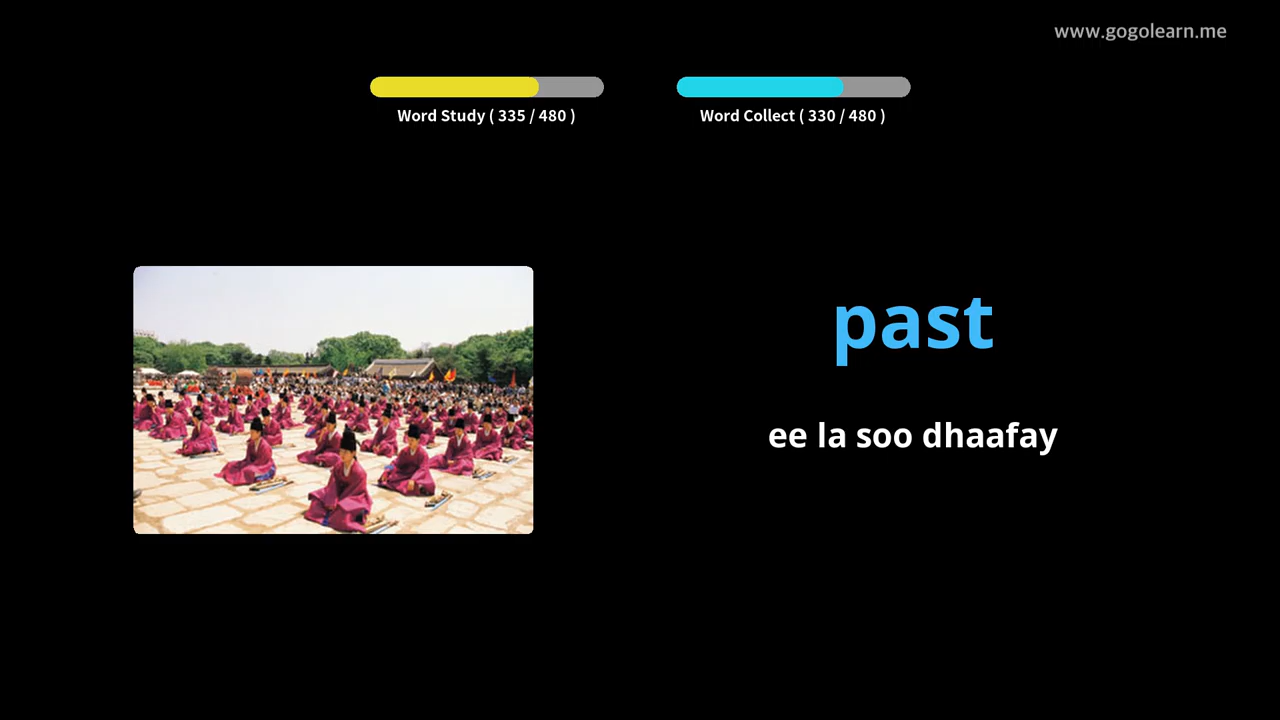 www.gogolearn.me
Word Study ( 335 / 480 )
Word Collect ( 330 / 480 )
past
ee la soo dhaafay